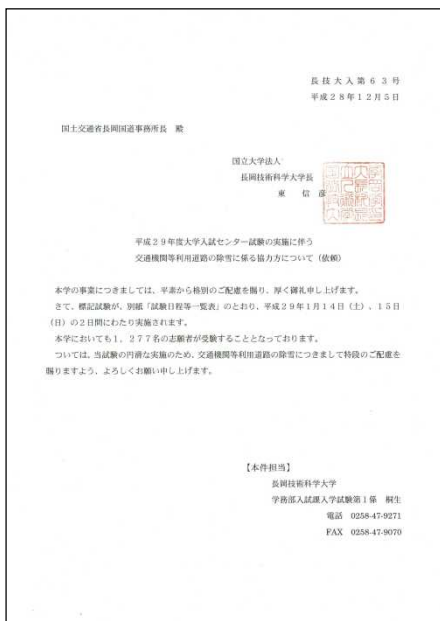 長技大入第６３号
平成２８年１２月５日
国土交通省長岡国道事務所長　殿
国立大学法人
長岡技術科学大学長
東　信彦
平成２９年度大学入試センター試験の実施に伴う
交通機関等利用道路の除雪に係る協力方について（依頼）
本学の事業につきましては、平素から格別のご配慮を賜り、厚く御礼申し上げます。
さて、標記試験が、別紙「試験日程等一覧表」のとおり、平成２９年１月１４日（土）、１５日
（日）の２日間にわたり実施されます。
本学においても１，２７７名の志願者が受験することとなっております。
ついては、当試験の円滑な実施のため、交通機関等利用道路の除雪につきまして特段のご配慮を
賜りますよう、よろしくお願い申し上げます。
【本件担当】
長岡技術科学大学
学務部入試課入学試験第１係　桐生
電話　0258-47-9271
FAX　0258-47-9070